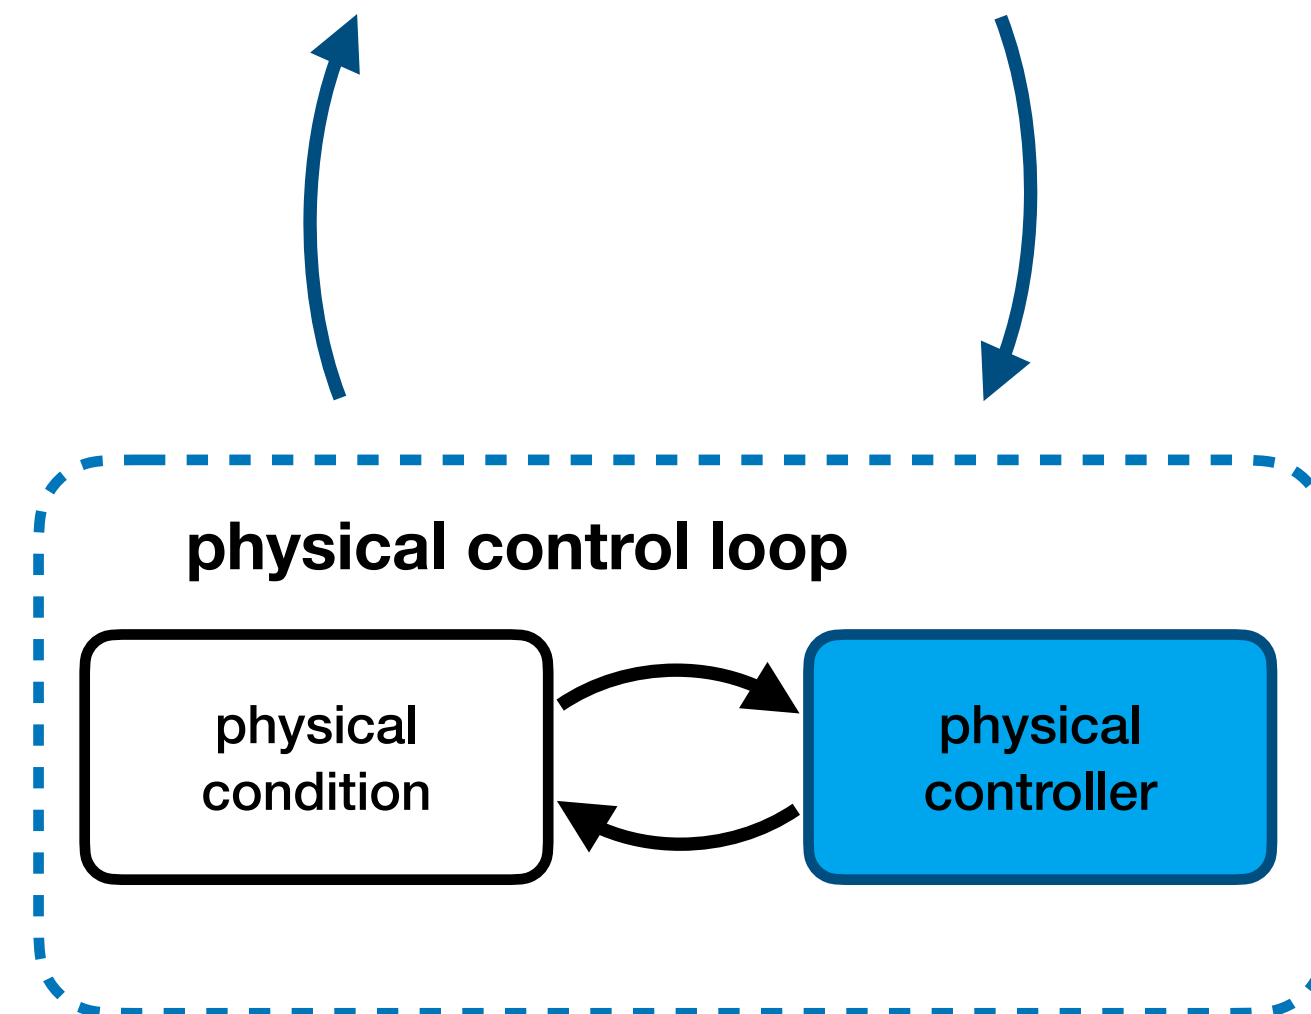 physical control loop
physical
condition
physical
controller